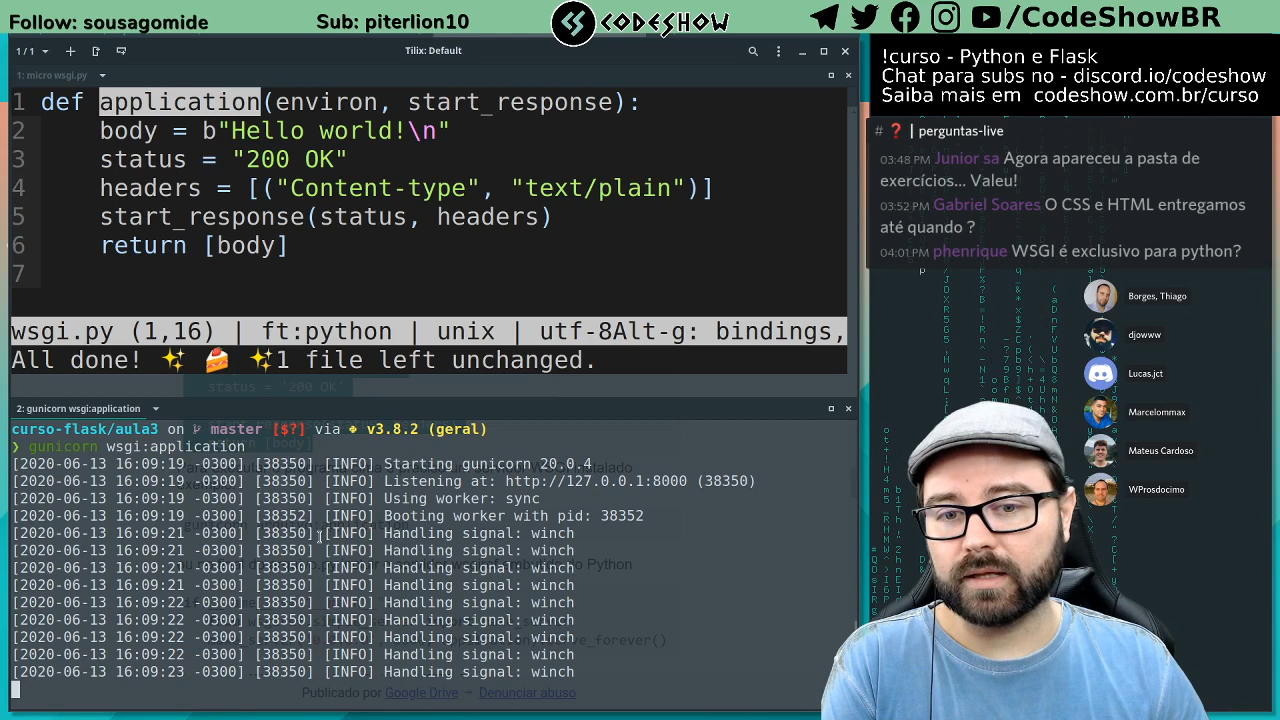 Follow: sousagomide
Sub: piterlion10
CODESHOW
/CodeShowBR
1 / 1
Tilix: Default
1: micro wsgi.py
1 def application(environ, start_response):
2 body = b"Hello world!\n"
3 status = "200 OK"
4 headers = [("Content-type", "text/plain")]
5 start_response(status, headers)
6 return [body]
7
wsgi.py (1,16) | ft:python | unix | utf-8Alt-g: bindings,
All done! ✨ 🍰 ✨1 file left unchanged.
status = '200 OK'
2: gunicorn wsgi:application
curso-flask/aula3 on master [$?] via v3.8.2 (geral)
❯ gunicorn wsgi:application
[2020-06-13 16:09:19 -0300] [38350] [INFO] Starting gunicorn 20.0.4
[2020-06-13 16:09:19 -0300] [38350] [INFO] Listening at: http://127.0.0.1:8000 (38350)
[2020-06-13 16:09:19 -0300] [38350] [INFO] Using worker: sync
[2020-06-13 16:09:19 -0300] [38352] [INFO] Booting worker with pid: 38352
[2020-06-13 16:09:21 -0300] [38350] [INFO] Handling signal: winch
[2020-06-13 16:09:21 -0300] [38350] [INFO] Handling signal: winch
[2020-06-13 16:09:21 -0300] [38350] [INFO] Handling signal: winch
[2020-06-13 16:09:21 -0300] [38350] [INFO] Handling signal: winch
[2020-06-13 16:09:22 -0300] [38350] [INFO] Handling signal: winch
[2020-06-13 16:09:22 -0300] [38350] [INFO] Handling signal: winch
[2020-06-13 16:09:22 -0300] [38350] [INFO] Handling signal: winch
[2020-06-13 16:09:22 -0300] [38350] [INFO] Handling signal: winch
[2020-06-13 16:09:23 -0300] [38350] [INFO] Handling signal: winch
Publicado por Google Drive – Denunciar abuso
!curso - Python e Flask
Chat para subs no - discord.io/codeshow
Saiba mais em codeshow.com.br/curso
# ❓ | perguntas-live
03:48 PM Junior sa Agora apareceu a pasta de
exercícios... Valeu!
03:52 PM Gabriel Soares O CSS e HTML entregamos
até quando ?
04:01 PM phenrique WSGI é exclusivo para python?
Borges, Thiago
djowww
Lucas.jct
Marcelommax
Mateus Cardoso
WProsdocimo